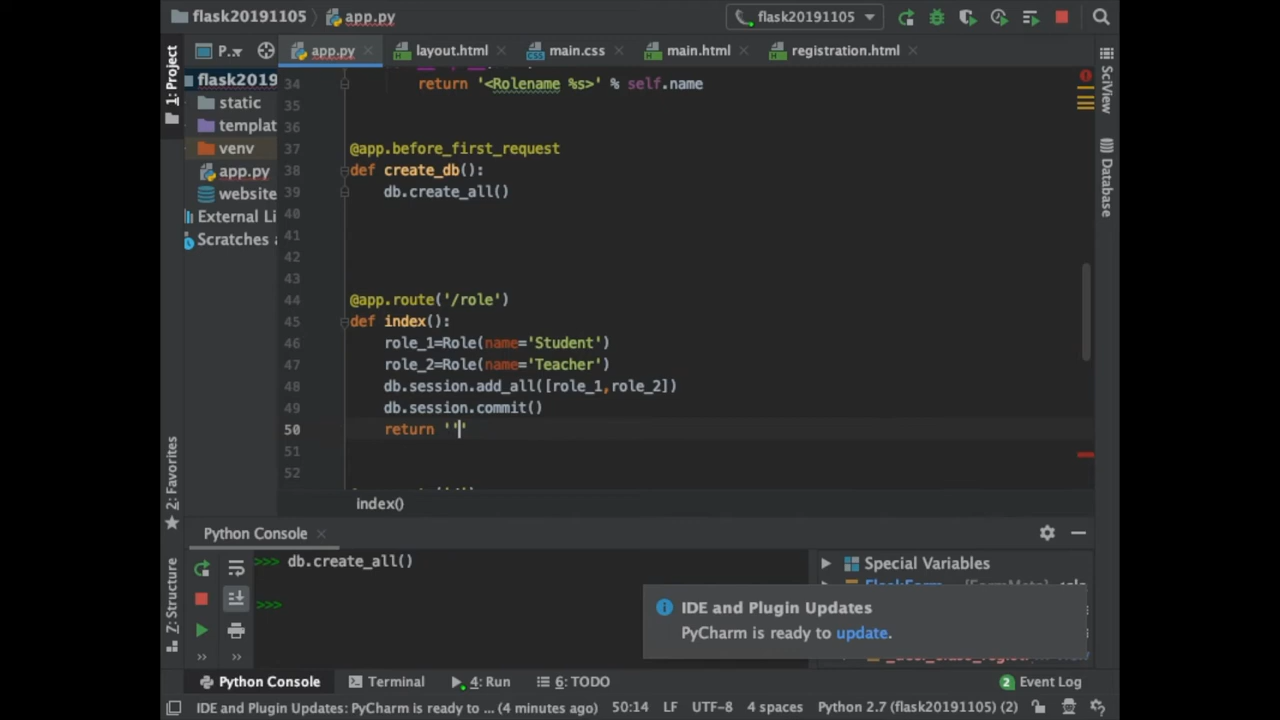 flask20191105
app.py
flask20191105
1: Project
P...
app.py
layout.html
main.css
main.html
registration.html
flask2019
static
templat
venv
app.py
website
External Li
Scratches a
34 return '<Rolename %s>' % self.name
35
36
37 @app.before_first_request
38 def create_db():
39 db.create_all()
40
41
42
43
44 @app.route('/role')
45 def index():
46 role_1=Role(name='Student')
47 role_2=Role(name='Teacher')
48 db.session.add_all([role_1,role_2])
49 db.session.commit()
50 return '''
51
52
index()
SciView
Database
2: Favorites
7: Structure
Python Console
>>> db.create_all()
>>>
Special Variables
FlaskForm
IDE and Plugin Updates
PyCharm is ready to update.
Python Console
Terminal
4: Run
6: TODO
2 Event Log
IDE and Plugin Updates: PyCharm is ready to ... (4 minutes ago)
50:14
LF
UTF-8
4 spaces
Python 2.7 (flask20191105) (2)